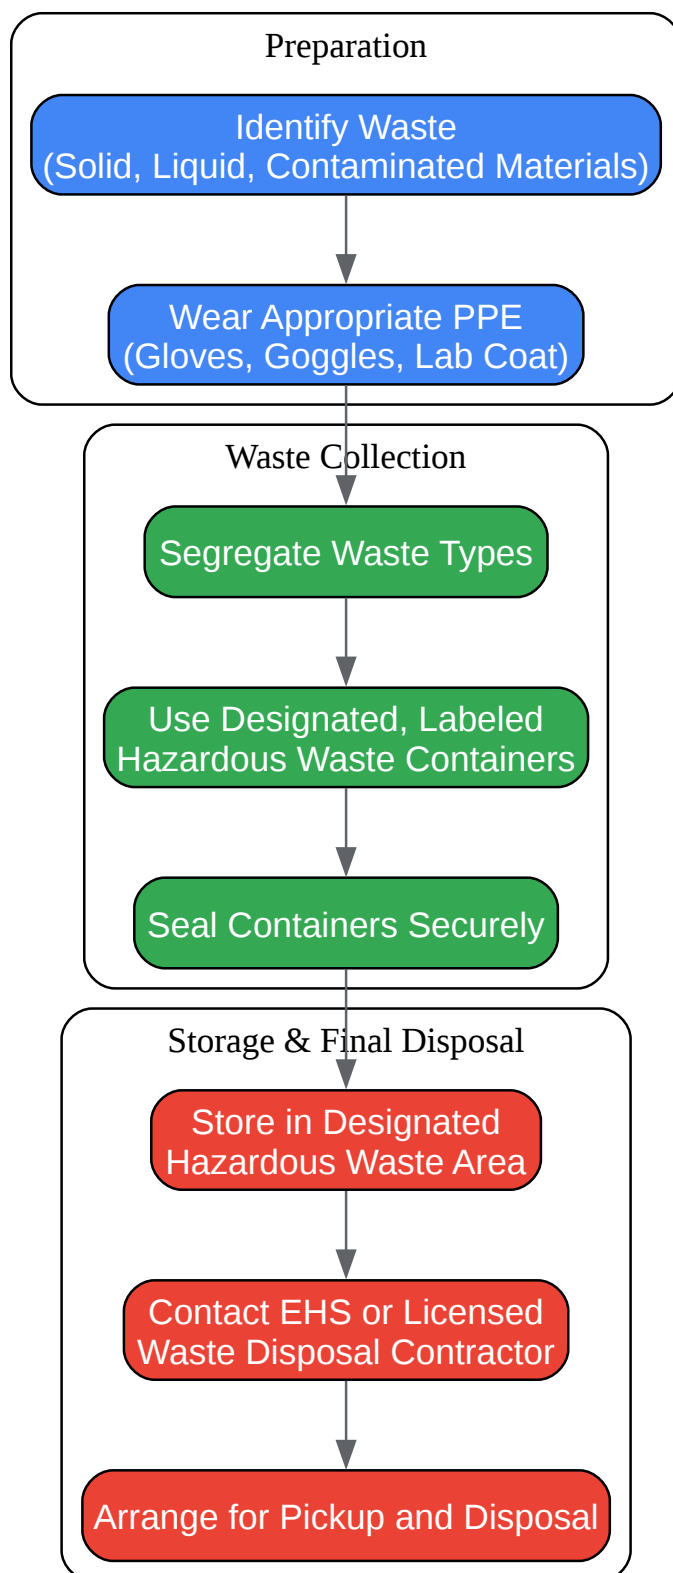 Preparation
Identify Waste
(Solid, Liquid, Contaminated Materials)
Wear Appropriate PPE
(Gloves, Goggles, Lab Coat)
Waste Collection
Segregate Waste Types
Use Designated, Labeled
Hazardous Waste Containers
Seal Containers Securely
Storage & Final Disposal
Store in Designated
Hazardous Waste Area
Contact EHS or Licensed
Waste Disposal Contractor
Arrange for Pickup and Disposal